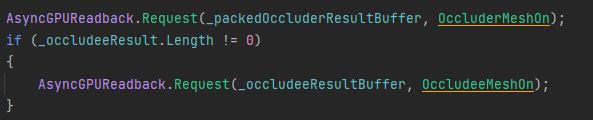 AsyncGPUReadback.Request(_packedOccluderResultBuffer, OccluderMeshOn);
if (_occludeeResult.Length != 0)
{
    AsyncGPUReadback.Request(_occludeeResultBuffer, OccludeeMeshOn);
}